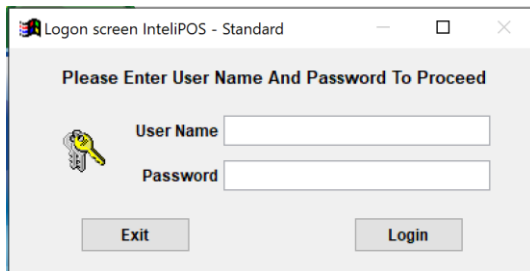 Logon screen InteliPOS - Standard
Please Enter User Name And Password To Proceed
User Name
Password
Exit
Login